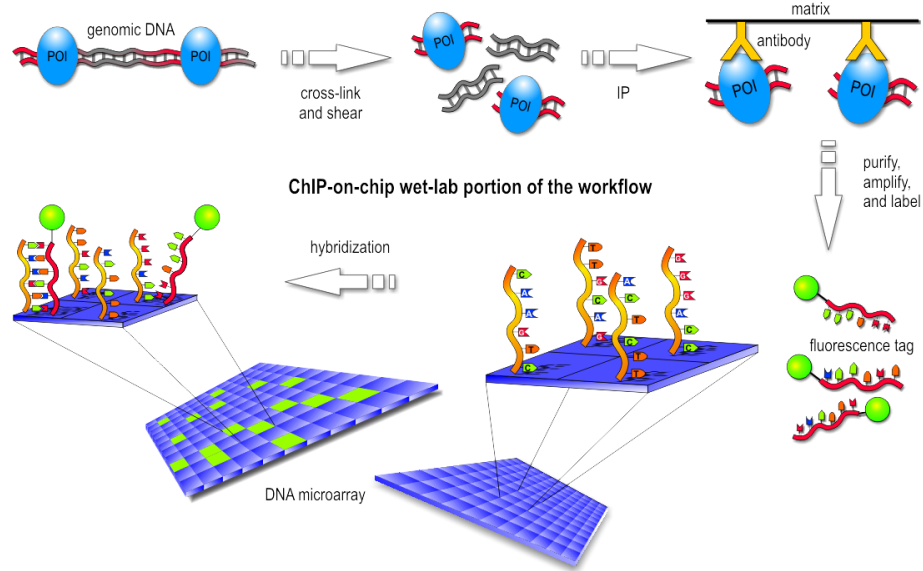 POI
genomic DNA
POI
cross-link
and shear
POI
POI
IP
matrix
antibody
POI
POI
purify,
amplify,
and label
ChIP-on-chip wet-lab portion of the workflow
hybridization
C
A
A
G
T
C
T
T
G
C
A
G
A
C
T
C
T
T
G
G
G
A
C
fluorescence tag
DNA microarray